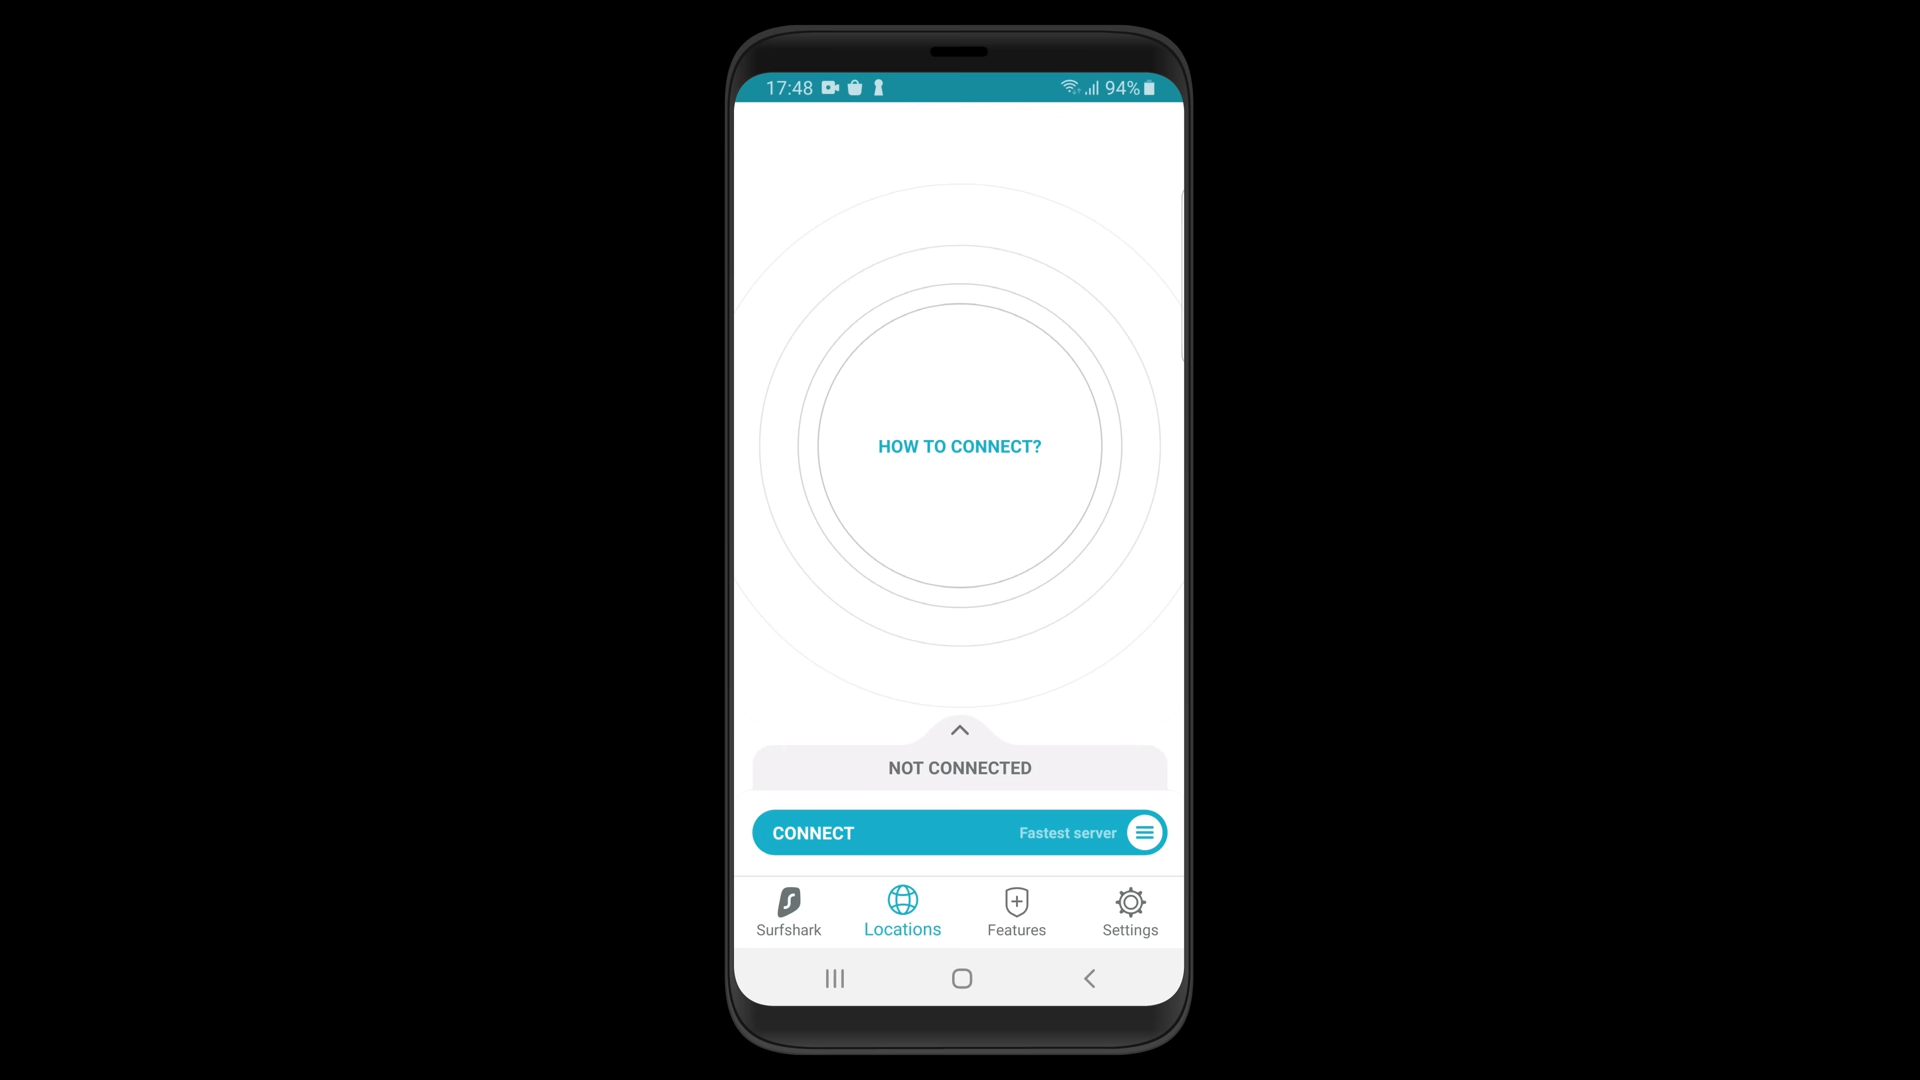 17:48 94%
HOW TO CONNECT?
NOT CONNECTED
CONNECT Fastest server
Surfshark Locations Features Settings